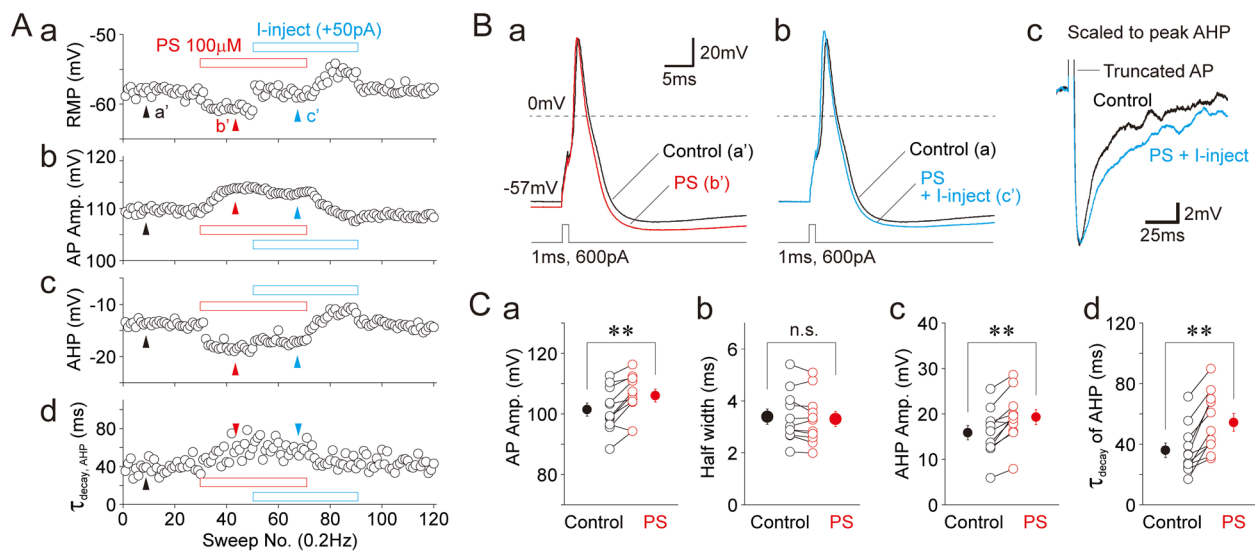 A a
I-inject (+50pA)
PS 100μM
RMP (mV)
-50
-60
a'
b'
c'
b
AP Amp. (mV)
120
110
100
c
AHP (mV)
-10
-20
d
τdecay, AHP (ms)
120
80
40
0
0 20 40 60 80 100 120
Sweep No. (0.2Hz)
B a
20mV
5ms
0mV
Control (a')
PS (b')
-57mV
1ms, 600pA
b
Control (a)
PS
+ I-inject (c')
1ms, 600pA
c
Scaled to peak AHP
Truncated AP
Control
PS + I-inject
2mV
25ms
C a
**
AP Amp. (mV)
120
100
80
Control PS
b
n.s.
Half width (ms)
6
4
2
0
Control PS
c
**
AHP Amp. (mV)
40
30
20
10
0
Control PS
d
**
τdecay of AHP (ms)
120
80
40
0
Control PS